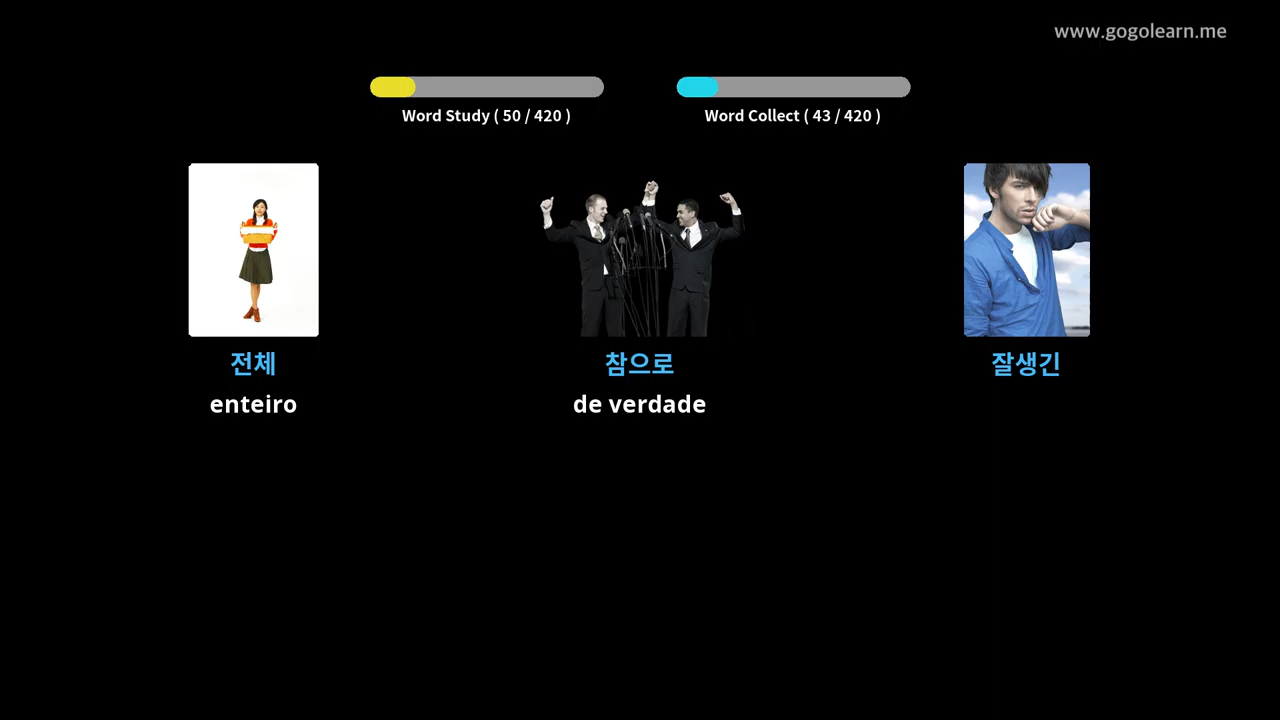 www.gogolearn.me
Word Study ( 50 / 420 )
Word Collect ( 43 / 420 )
전체
참으로
잘생긴
enteiro
de verdade